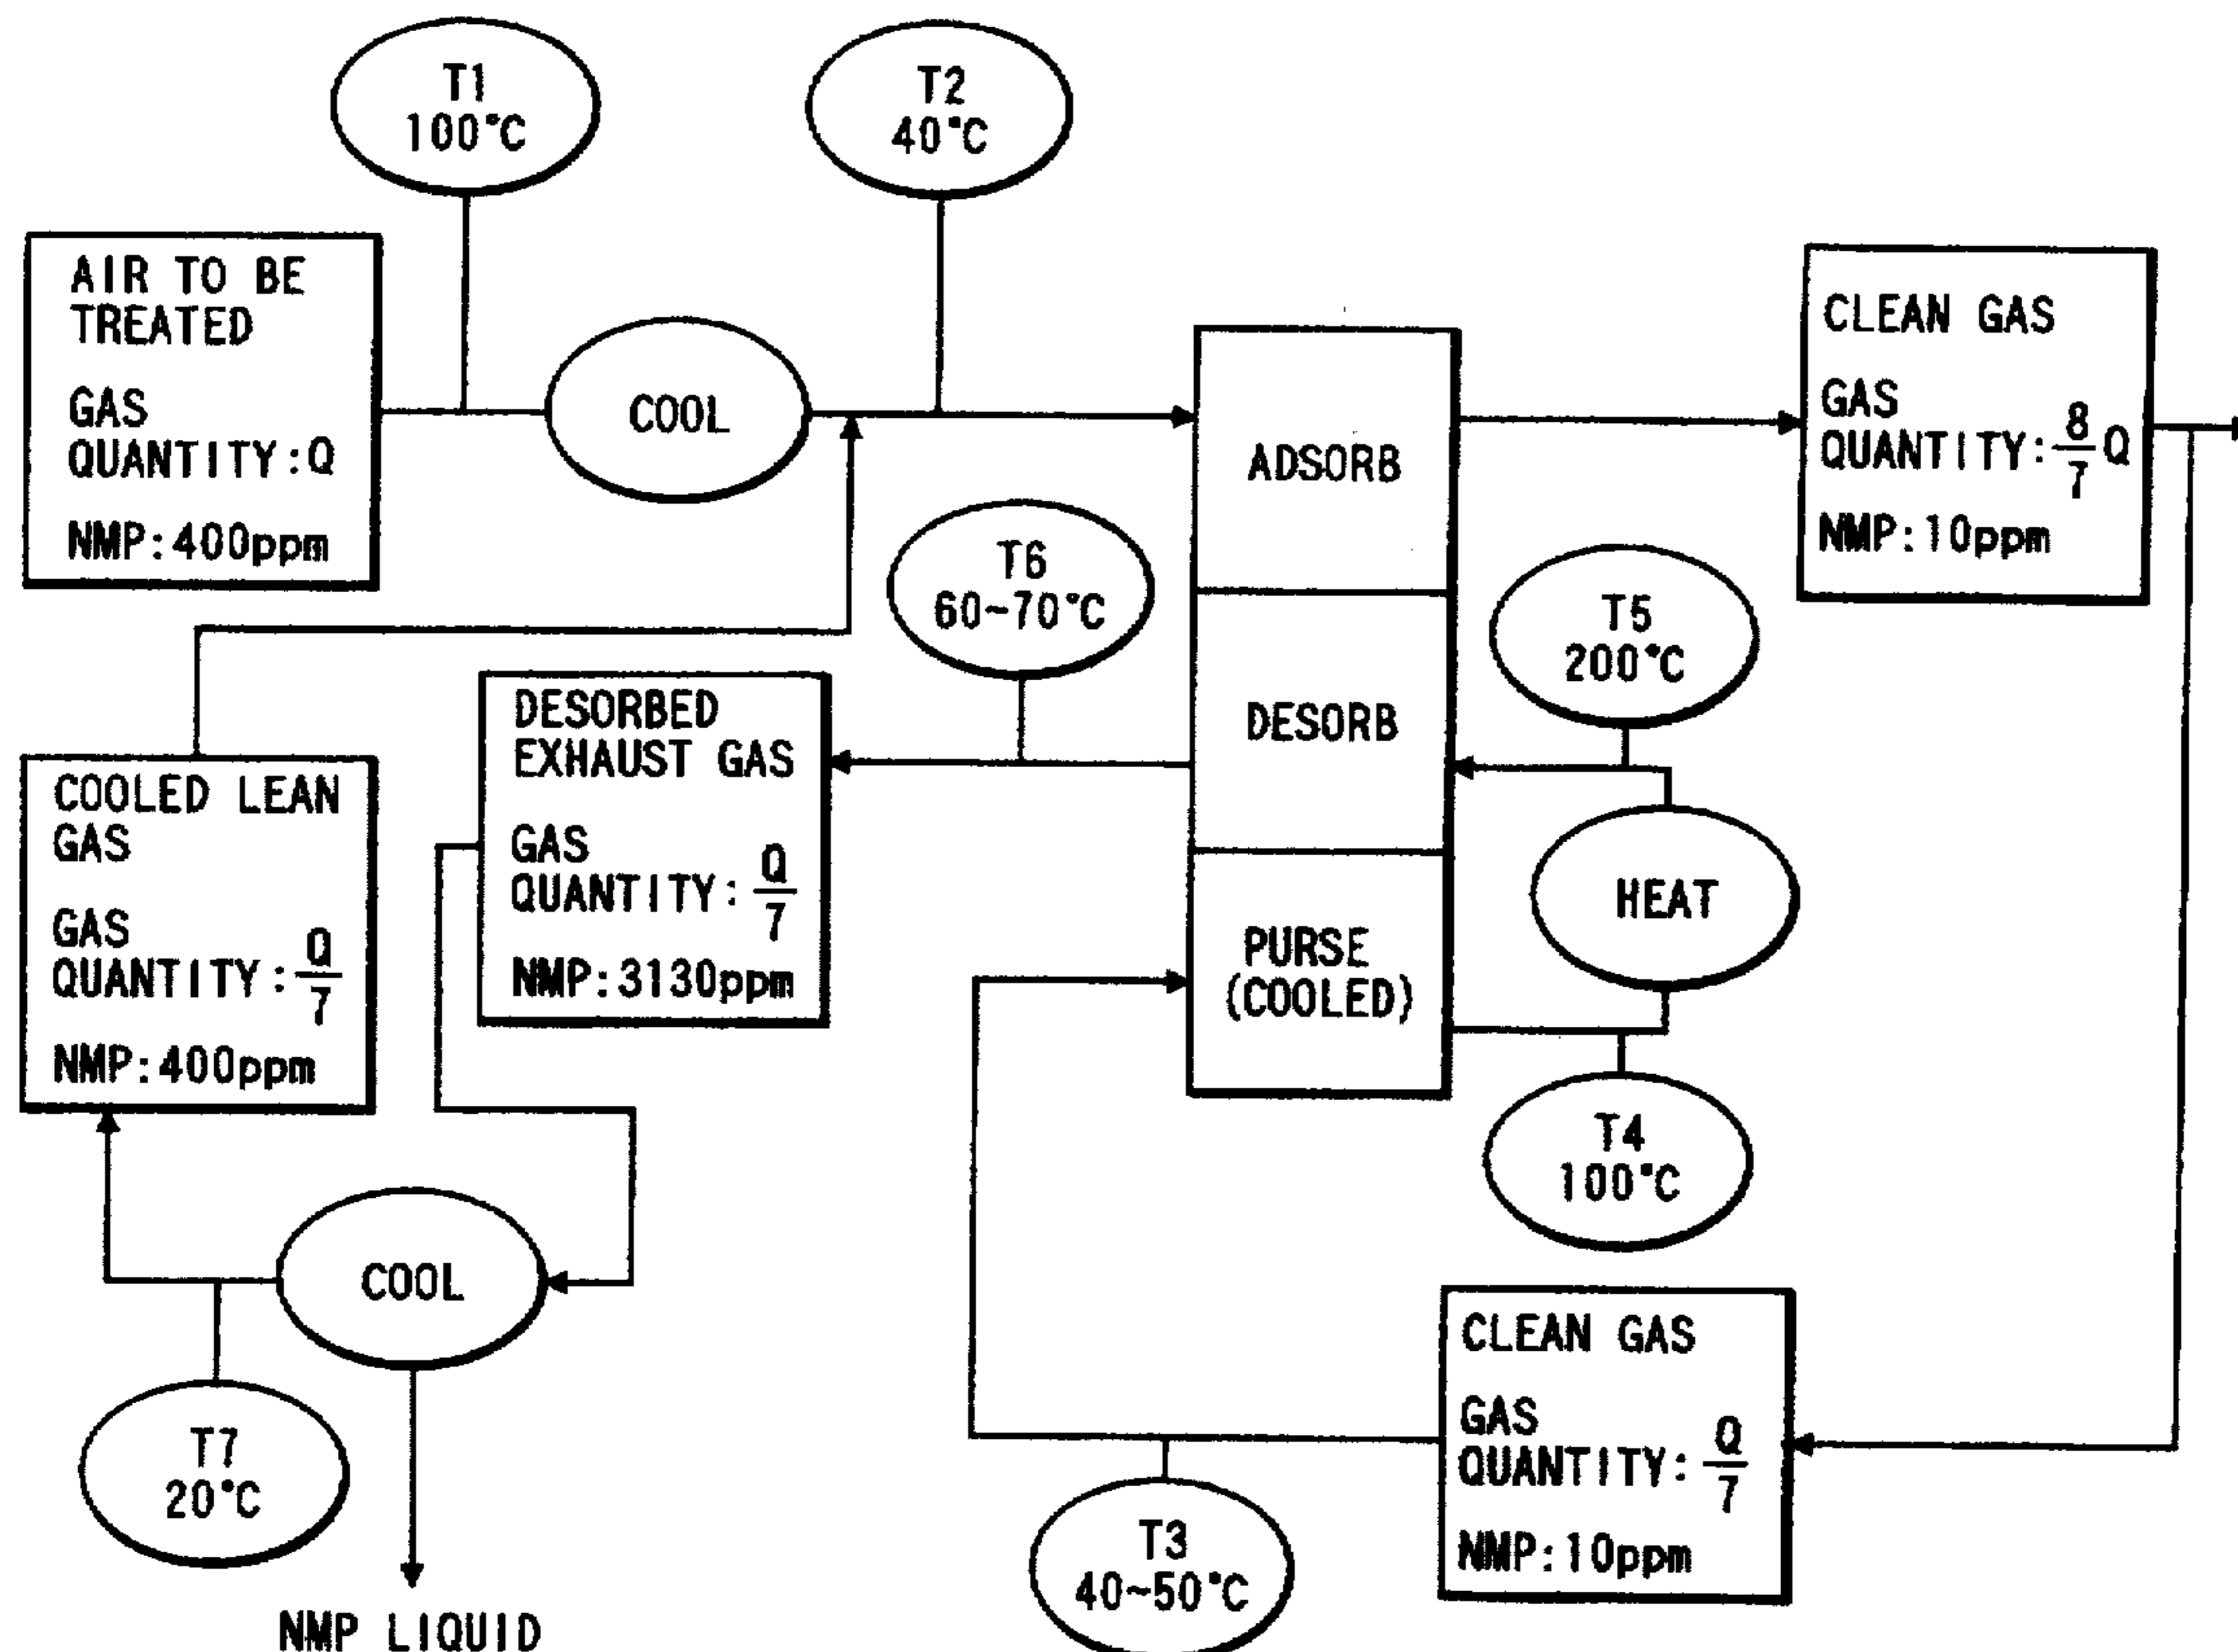 T1
100°C
T2
40°C
AIR TO BE
TREATED
GAS
QUANTITY:Q
NMP:400ppm
COOL
ADSORB
CLEAN GAS
GAS
QUANTITY:8/7 Q
NMP:10ppm
T6
60~70°C
T5
200°C
DESORBED
EXHAUST GAS
GAS
QUANTITY:Q/7
NMP:3130ppm
DESORB
COOLED LEAN
GAS
GAS
QUANTITY:Q/7
NMP:400ppm
HEAT
PURSE
(COOLED)
T4
100°C
COOL
CLEAN GAS
GAS
QUANTITY:Q/7
NMP:10ppm
T7
20°C
T3
40~50°C
NMP LIQUID